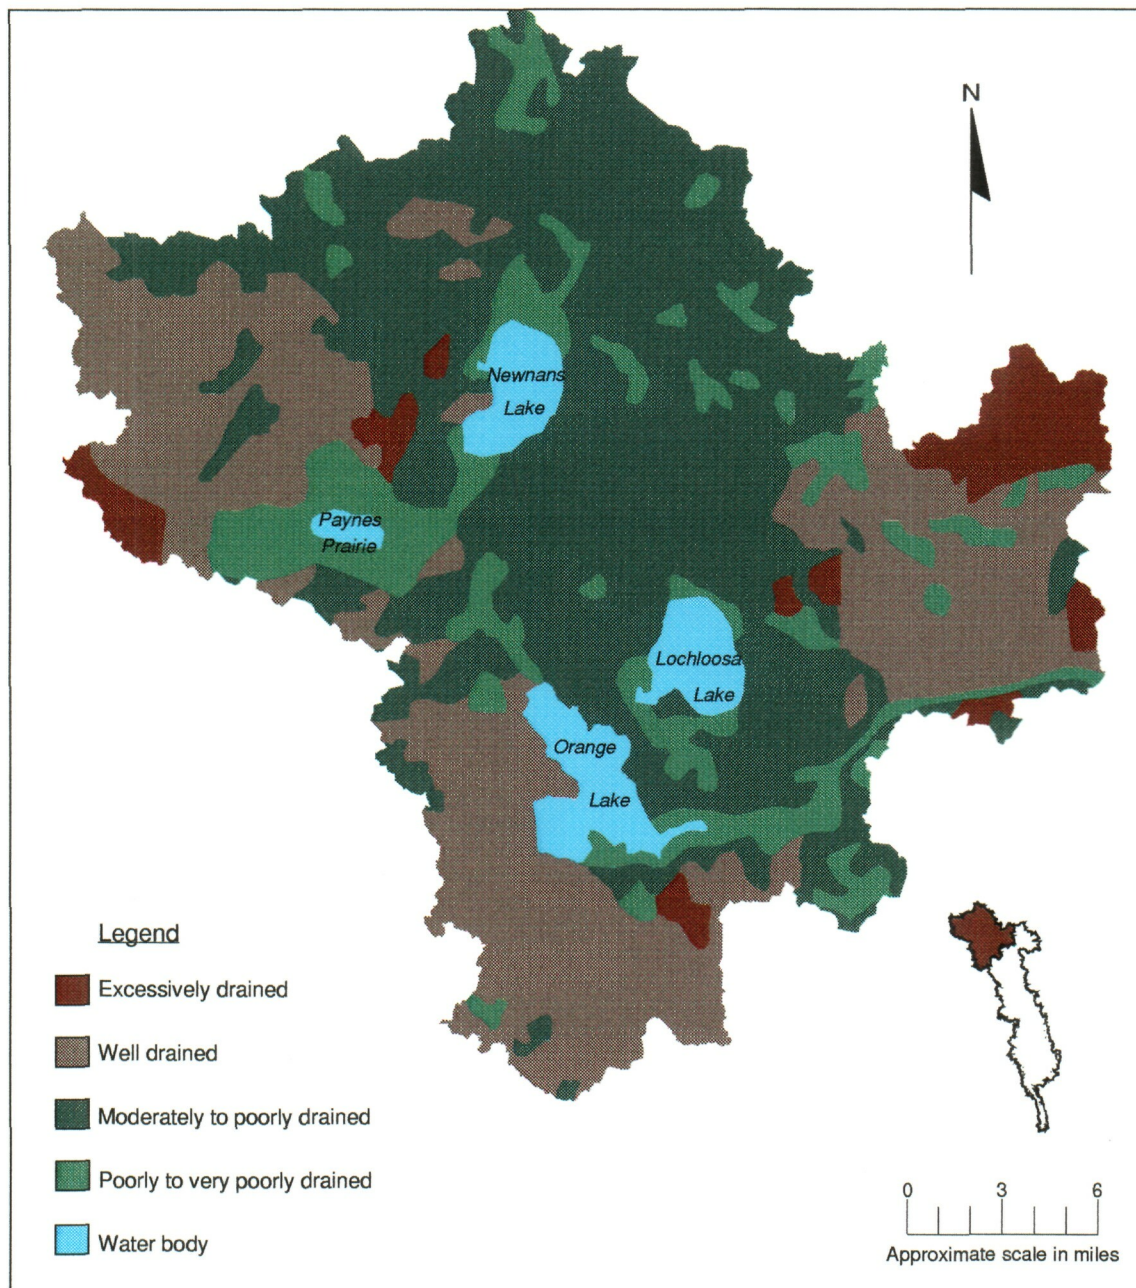 N
Newnans
Lake
Paynes
Prairie
Lochloosa
Lake
Orange
Lake
Legend
Excessively drained
Well drained
Moderately to poorly drained
Poorly to very poorly drained
Water body
0 3 6
Approximate scale in miles